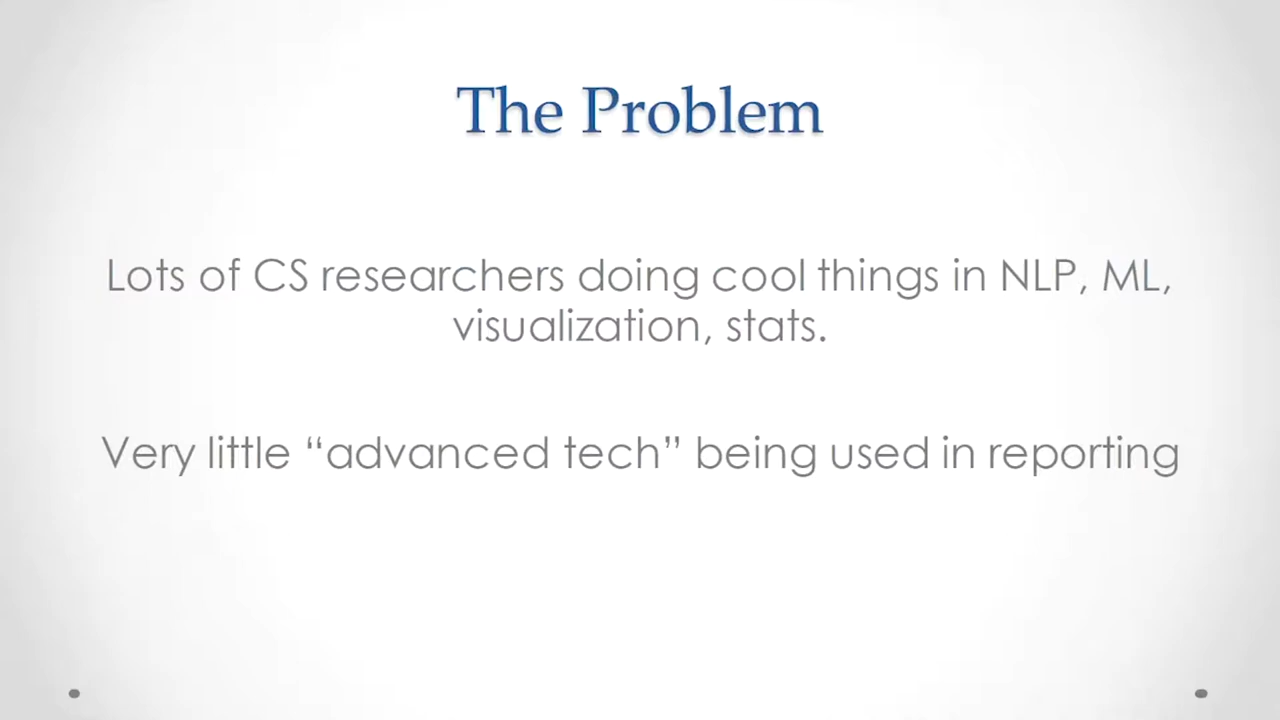 The Problem
Lots of CS researchers doing cool things in NLP, ML,
visualization, stats.
Very little “advanced tech” being used in reporting